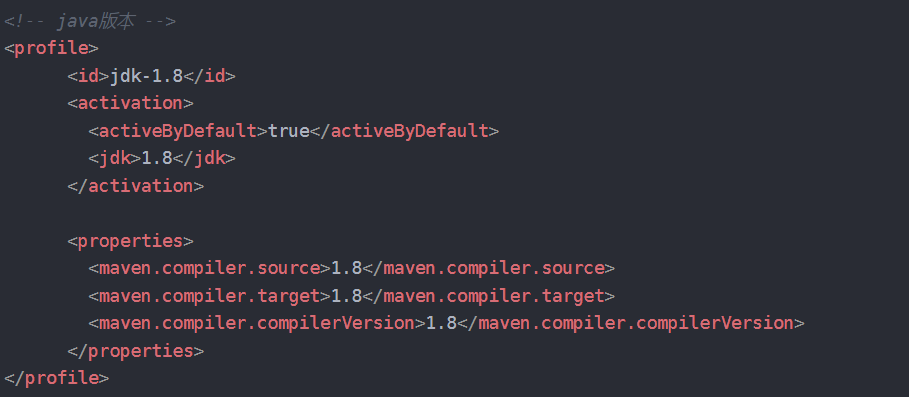 <!-- java版本 -->
<profile>
      <id>jdk-1.8</id>
      <activation>
        <activeByDefault>true</activeByDefault>
        <jdk>1.8</jdk>
      </activation>

      <properties>
        <maven.compiler.source>1.8</maven.compiler.source>
        <maven.compiler.target>1.8</maven.compiler.target>
        <maven.compiler.compilerVersion>1.8</maven.compiler.compilerVersion>
      </properties>
</profile>